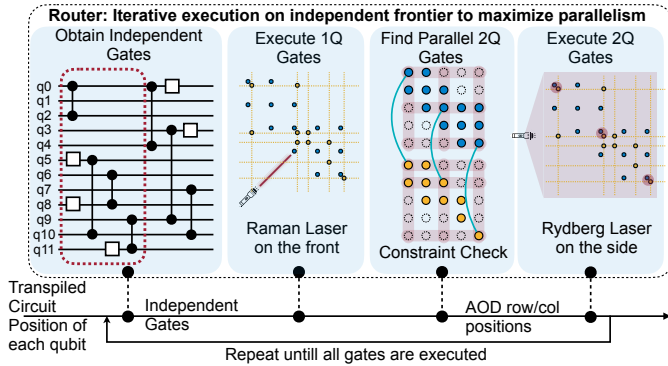 Router: Iterative execution on independent frontier to maximize parallelism
Obtain Independent
Gates
q0
q1
q2
q3
q4
q5
q6
q7
q8
q9
q10
q11
Execute 1Q
Gates
Raman Laser
on the front
Find Parallel 2Q
Gates
Constraint Check
Execute 2Q
Gates
Rydberg Laser
on the side
Transpiled
Circuit
Position of
each qubit
Independent
Gates
AOD row/col
positions
Repeat untill all gates are executed